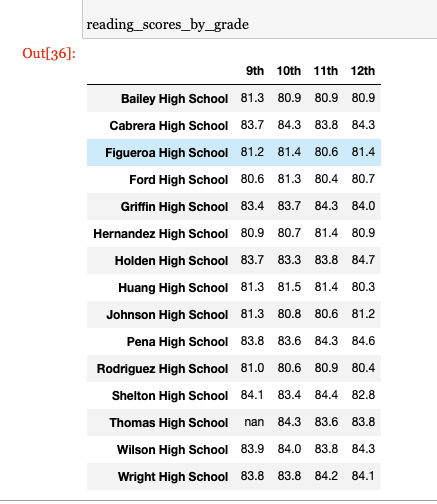 reading_scores_by_grade
Out[36]:
9th 10th 11th 12th
Bailey High School 81.3 80.9 80.9 80.9
Cabrera High School 83.7 84.3 83.8 84.3
Figueroa High School 81.2 81.4 80.6 81.4
Ford High School 80.6 81.3 80.4 80.7
Griffin High School 83.4 83.7 84.3 84.0
Hernandez High School 80.9 80.7 81.4 80.9
Holden High School 83.7 83.3 83.8 84.7
Huang High School 81.3 81.5 81.4 80.3
Johnson High School 81.3 80.8 80.6 81.2
Pena High School 83.8 83.6 84.3 84.6
Rodriguez High School 81.0 80.6 80.9 80.4
Shelton High School 84.1 83.4 84.4 82.8
Thomas High School nan 84.3 83.6 83.8
Wilson High School 83.9 84.0 83.8 84.3
Wright High School 83.8 83.8 84.2 84.1